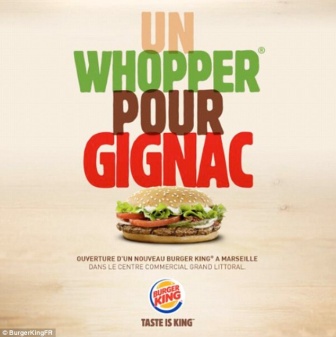 UN
WHOPPER®
POUR
GIGNAC
OUVERTURE D'UN NOUVEAU BURGER KING® A MARSEILLE
DANS LE CENTRE COMMERCIAL GRAND LITTORAL.
BURGER
KING
TASTE IS KING™
© BurgerKingFR